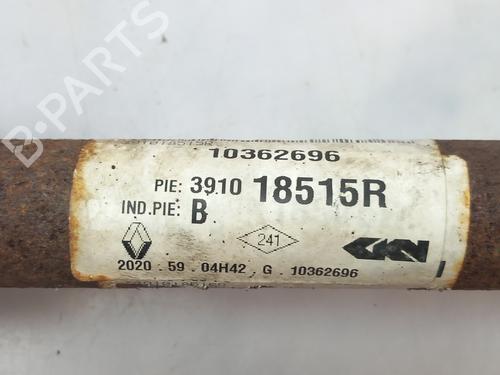 10362696
PIE: 3910 18515R
IND.PIE: B
241
GKN
2020 . 59 . 04H42 . G . 10362696
B-PARTS